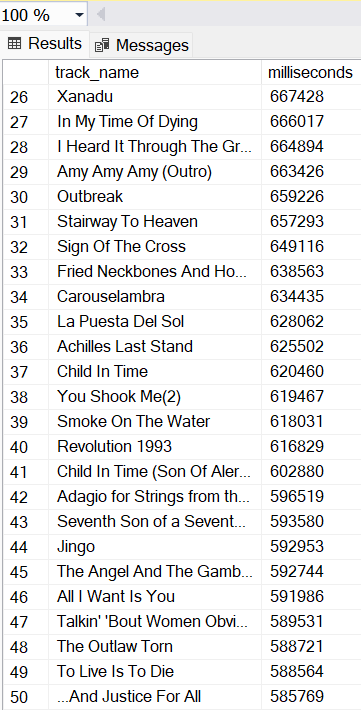 100 %
Results Messages
track_name milliseconds
26 Xanadu 667428
27 In My Time Of Dying 666017
28 I Heard It Through The Gr... 664894
29 Amy Amy Amy (Outro) 663426
30 Outbreak 659226
31 Stairway To Heaven 657293
32 Sign Of The Cross 649116
33 Fried Neckbones And Ho... 638563
34 Carouselambra 634435
35 La Puesta Del Sol 628062
36 Achilles Last Stand 625502
37 Child In Time 620460
38 You Shook Me(2) 619467
39 Smoke On The Water 618031
40 Revolution 1993 616829
41 Child In Time (Son Of Aler... 602880
42 Adagio for Strings from th... 596519
43 Seventh Son of a Sevent... 593580
44 Jingo 592953
45 The Angel And The Gamb... 592744
46 All I Want Is You 591986
47 Talkin' 'Bout Women Obvi... 589531
48 The Outlaw Torn 588721
49 To Live Is To Die 588564
50 ...And Justice For All 585769